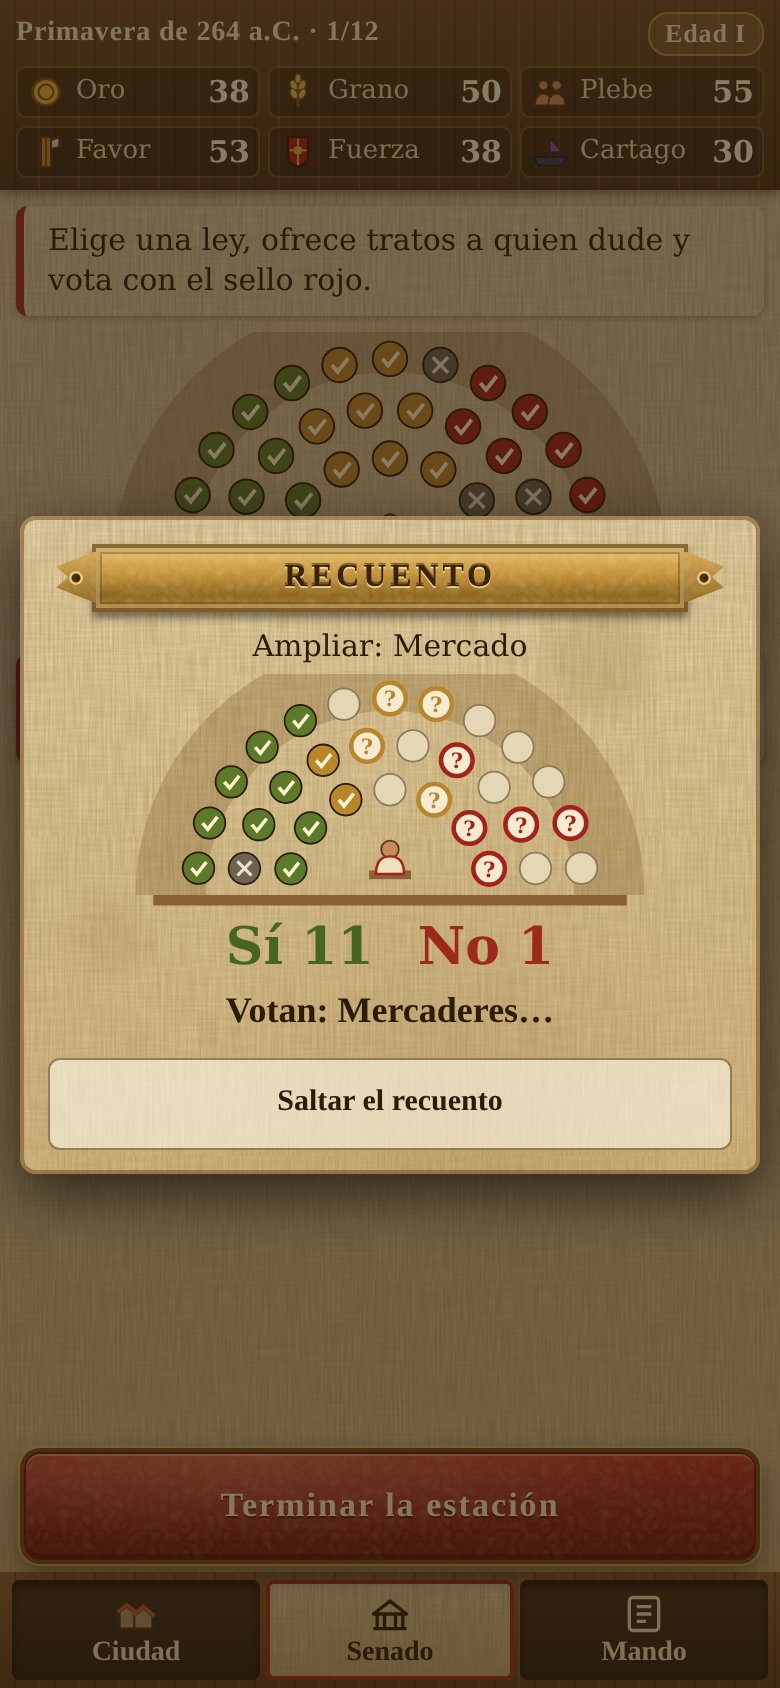 Primavera de 264 a.C. · 1/12
Edad I
Oro 38
Grano 50
Plebe 55
Favor 53
Fuerza 38
Cartago 30
Elige una ley, ofrece tratos a quien dude y
vota con el sello rojo.
RECUENTO
Ampliar: Mercado
? ?
?
?
?
? ? ?
?
Sí 11 No 1
Votan: Mercaderes…
Saltar el recuento
Terminar la estación
Ciudad
Senado
Mando